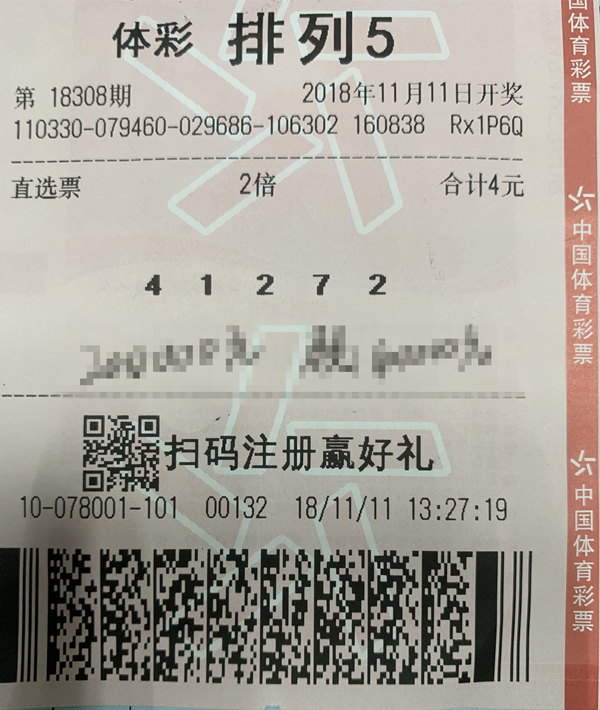 体彩 排列5
第 18308期 2018年11月11日开奖
110330-079460-029686-106302 160838 Rx1P6Q
直选票 2倍 合计4元
4 1 2 7 2
扫码注册赢好礼
10-078001-101 00132 18/11/11 13:27:19
国体育彩票
中国体育彩票
中国体育彩票